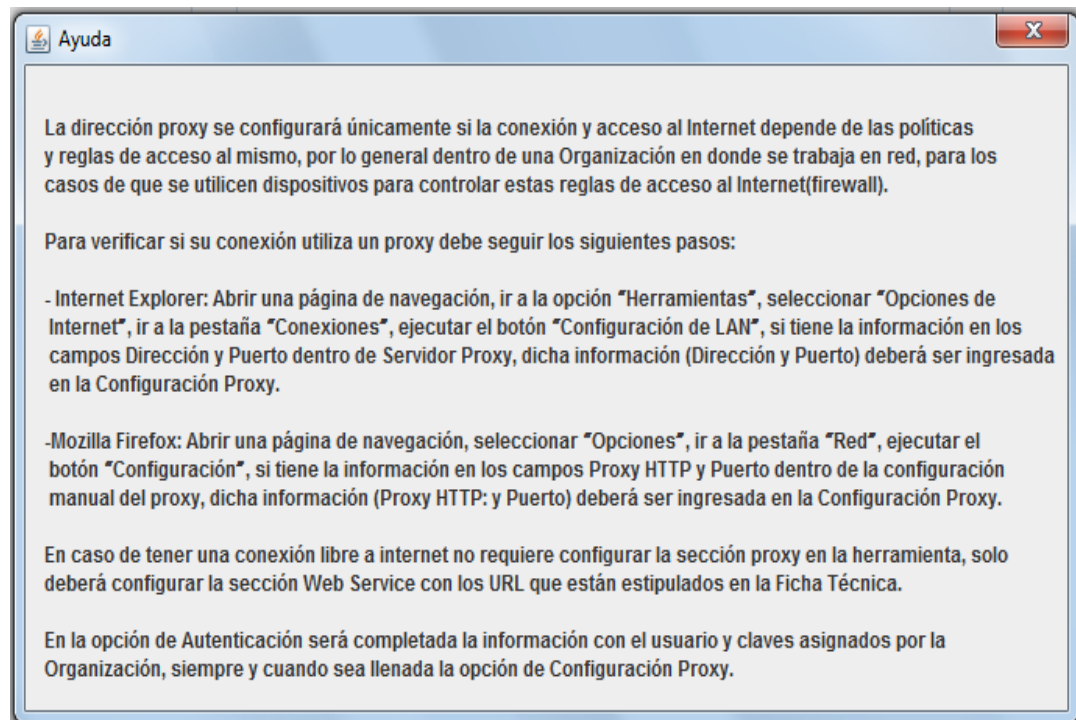 Ayuda
X
La dirección proxy se configurará únicamente si la conexión y acceso al Internet depende de las políticas
y reglas de acceso al mismo, por lo general dentro de una Organización en donde se trabaja en red, para los
casos de que se utilicen dispositivos para controlar estas reglas de acceso al Internet(firewall).
Para verificar si su conexión utiliza un proxy debe seguir los siguientes pasos:
- Internet Explorer: Abrir una página de navegación, ir a la opción "Herramientas", seleccionar "Opciones de
Internet", ir a la pestaña "Conexiones", ejecutar el botón "Configuración de LAN", si tiene la información en los
campos Dirección y Puerto dentro de Servidor Proxy, dicha información (Dirección y Puerto) deberá ser ingresada
en la Configuración Proxy.
-Mozilla Firefox: Abrir una página de navegación, seleccionar "Opciones", ir a la pestaña "Red", ejecutar el
botón "Configuración", si tiene la información en los campos Proxy HTTP y Puerto dentro de la configuración
manual del proxy, dicha información (Proxy HTTP: y Puerto) deberá ser ingresada en la Configuración Proxy.
En caso de tener una conexión libre a internet no requiere configurar la sección proxy en la herramienta, solo
deberá configurar la sección Web Service con los URL que están estipulados en la Ficha Técnica.
En la opción de Autenticación será completada la información con el usuario y claves asignados por la
Organización, siempre y cuando sea llenada la opción de Configuración Proxy.